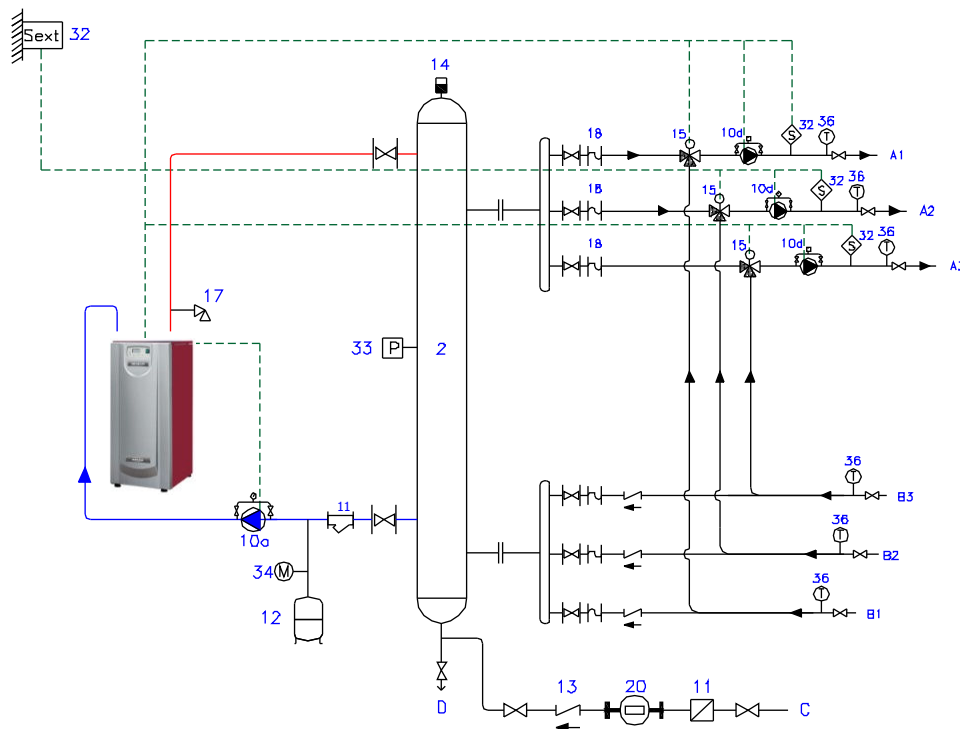 Sext 32
14
18 15 10d 32 36
S T A1
18 15 10d 32 36
S T A2
18 15 10d 32 36
S T
17
33 P 2
36
T B3
11
10a
36
T B2
34 M
36
T B1
12
D
13 20 11 C